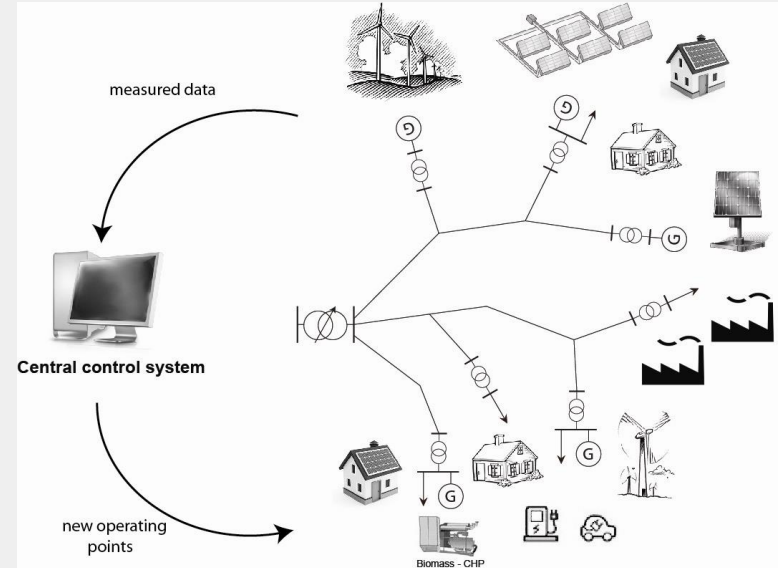 measured data
G
G
G
Central control system
G
G
new operating
points
Biomass - CHP